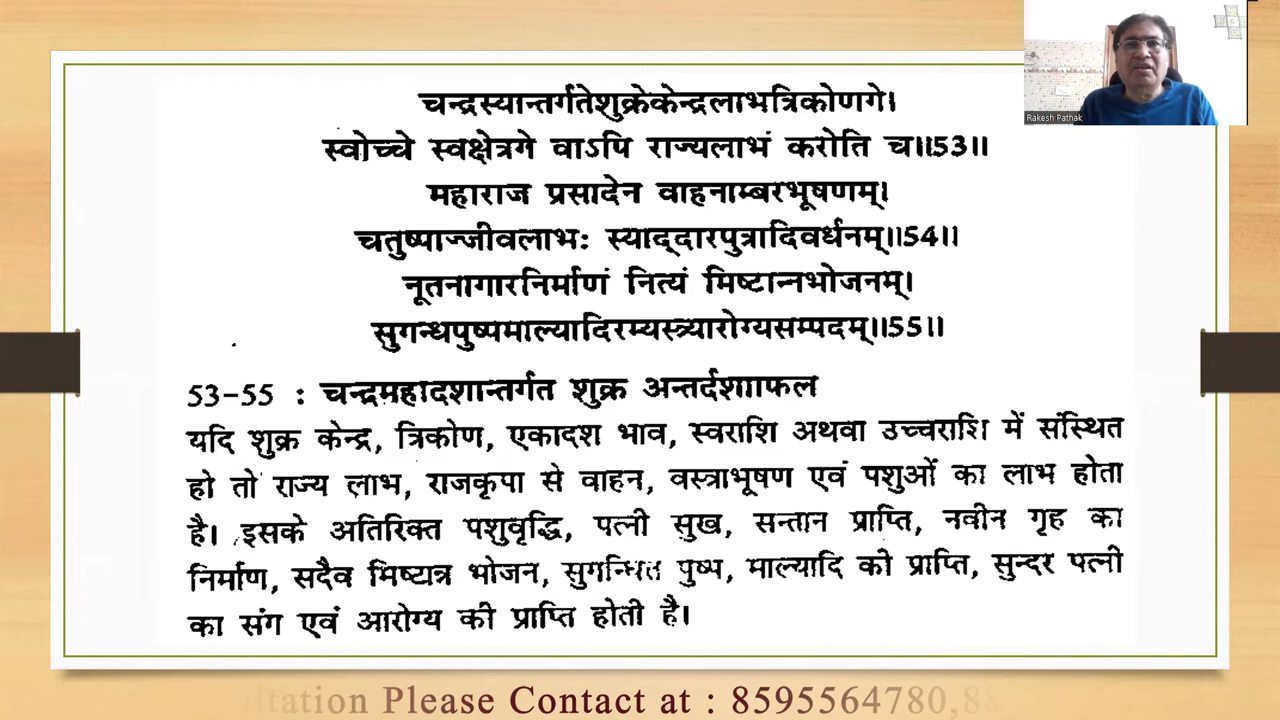 चन्द्रस्यान्तर्गतेशुक्रेकेन्द्रलाभत्रिकोणगे।
स्वोच्चे स्वक्षेत्रगे वाऽपि राज्यलाभं करोति च॥53॥
महाराज प्रसादेन वाहनाम्बरभूषणम्।
चतुष्पाज्जीवलाभः स्याद्दारपुत्रादिवर्धनम्॥54॥
नूतनागारनिर्माणं नित्यं मिष्टान्नभोजनम्।
सुगन्धपुष्पमाल्यादिरम्यस्त्र्यारोग्यसम्पदम्॥55॥
53-55 : चन्द्रमहादशान्तर्गत शुक्र अन्तर्दशााफल
यदि शुक्र केन्द्र, त्रिकोण, एकादश भाव, स्वराशि अथवा उच्चराशि में संस्थित
हो तो राज्य लाभ, राजकृपा से वाहन, वस्त्राभूषण एवं पशुओं का लाभ होता
है। इसके अतिरिक्त पशुवृद्धि, पत्नी सुख, सन्तान प्राप्ति, नवीन गृह का
निर्माण, सदैव मिष्टान्न भोजन, सुगन्धित पुष्प, माल्यादि की प्राप्ति, सुन्दर पत्नी
का संग एवं आरोग्य की प्राप्ति होती है।
Rakesh Pathak
ltation Please Contact at : 8595564780,8